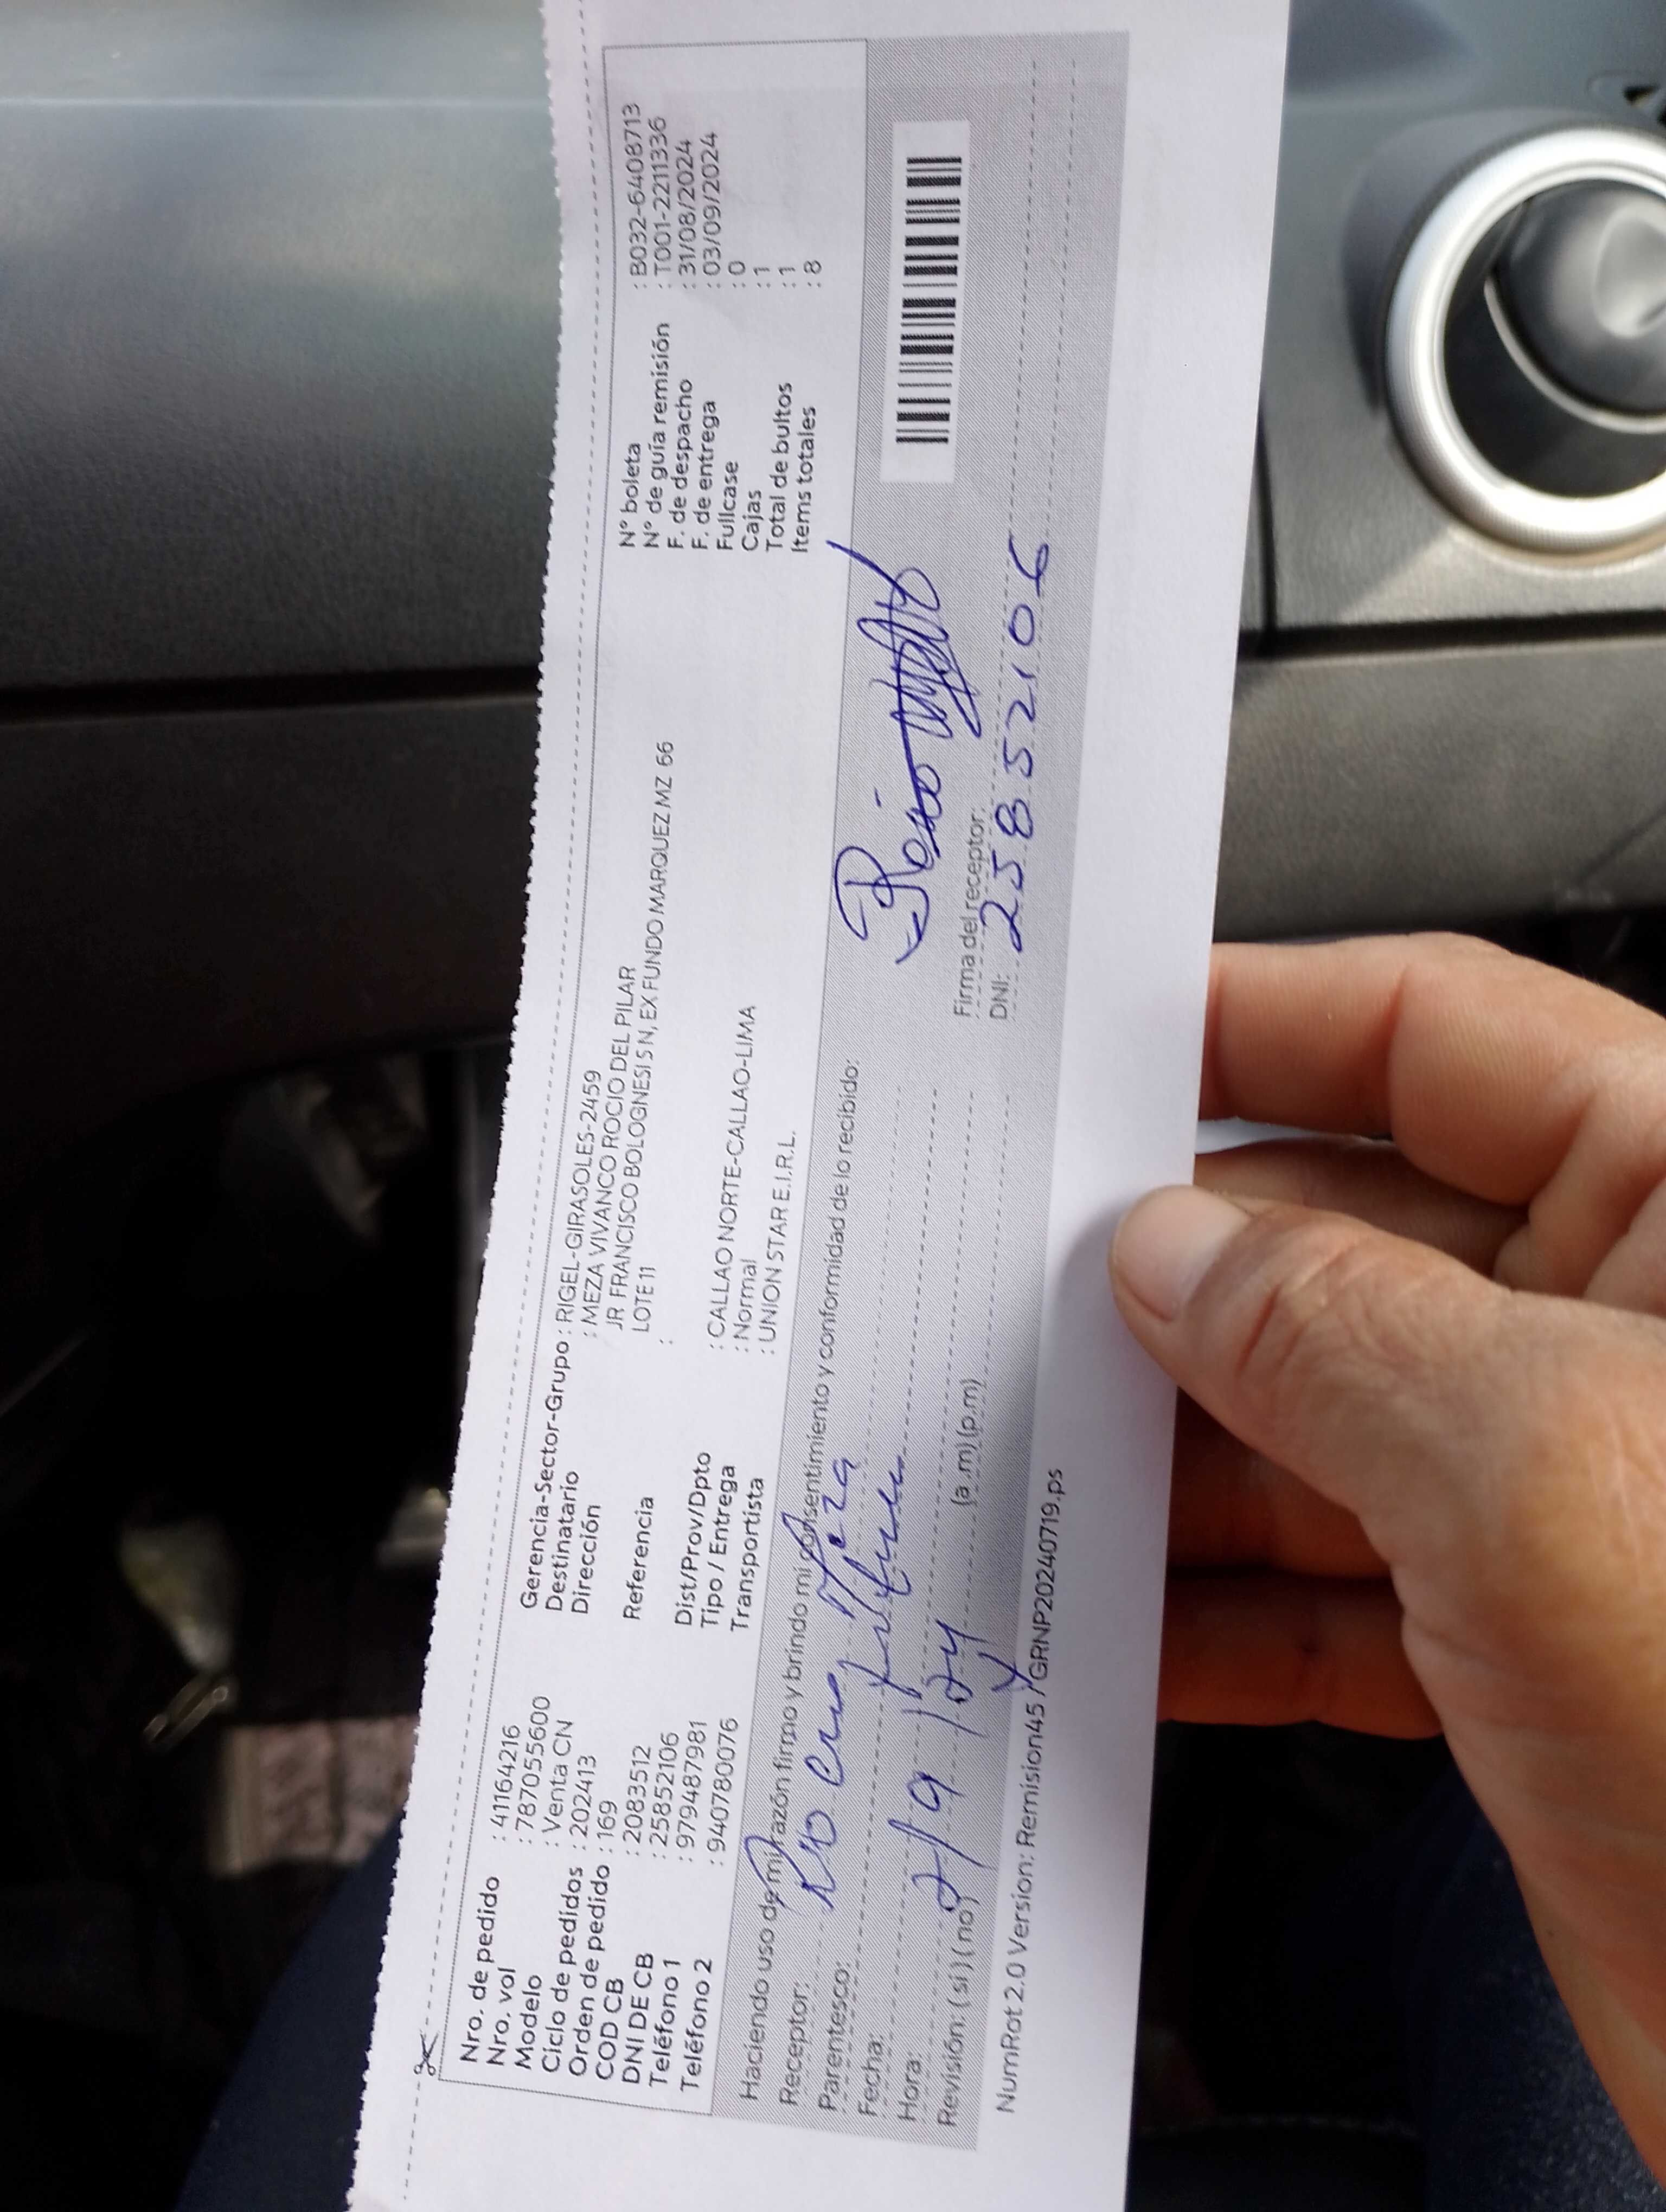 Nro. de pedido : 411642​16
Nro. vol : 7870555600
Modelo : Venta CN
Ciclo de pedidos : 202413
Orden de pedido : 169
COD CB : 2083512
DNI DE CB : 25852106
Teléfono 1 : 979487981
Teléfono 2 : 940780076
Gerencia-Sector-Grupo : RIGEL-GIRASOLES-2459
Destinatario : MEZA VIVANCO ROCIO DEL PILAR
Dirección JR FRANCISCO BOLOGNESI S N, EX FUNDO MARQUEZ MZ 66
LOTE 11
Referencia :
Dist/Prov/Dpto : CALLAO NORTE-CALLAO-LIMA
Tipo / Entrega : Normal
Transportista : UNION STAR E.I.R.L.
N° boleta : B032-6408713
N° de guía remisión : T001-2211336
F. de despacho : 31/08/2024
F. de entrega : 03/09/2024
Fullcase : 0
Cajas : 1
Total de bultos : 1
Items totales : 8
Haciendo uso de mi razón firmo y brindo mi consentimiento y conformidad de lo recibido:
Receptor:
Parentesco:
Fecha: 2/9/24
Hora: (a.m) (p.m)
Revisión: (si) (no)
Firma del receptor:
DNI: 25852106
NumRot 2.0 Version: Remision45 /GRNP20240719.ps